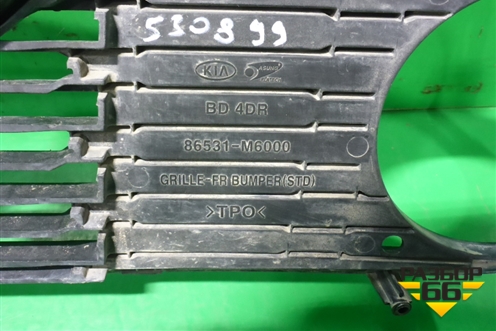 530899
KIA
BD 4DR
86531-M6000
GRILLE-FR BUMPER(STD)
>TPO<
РАЗБОР
66